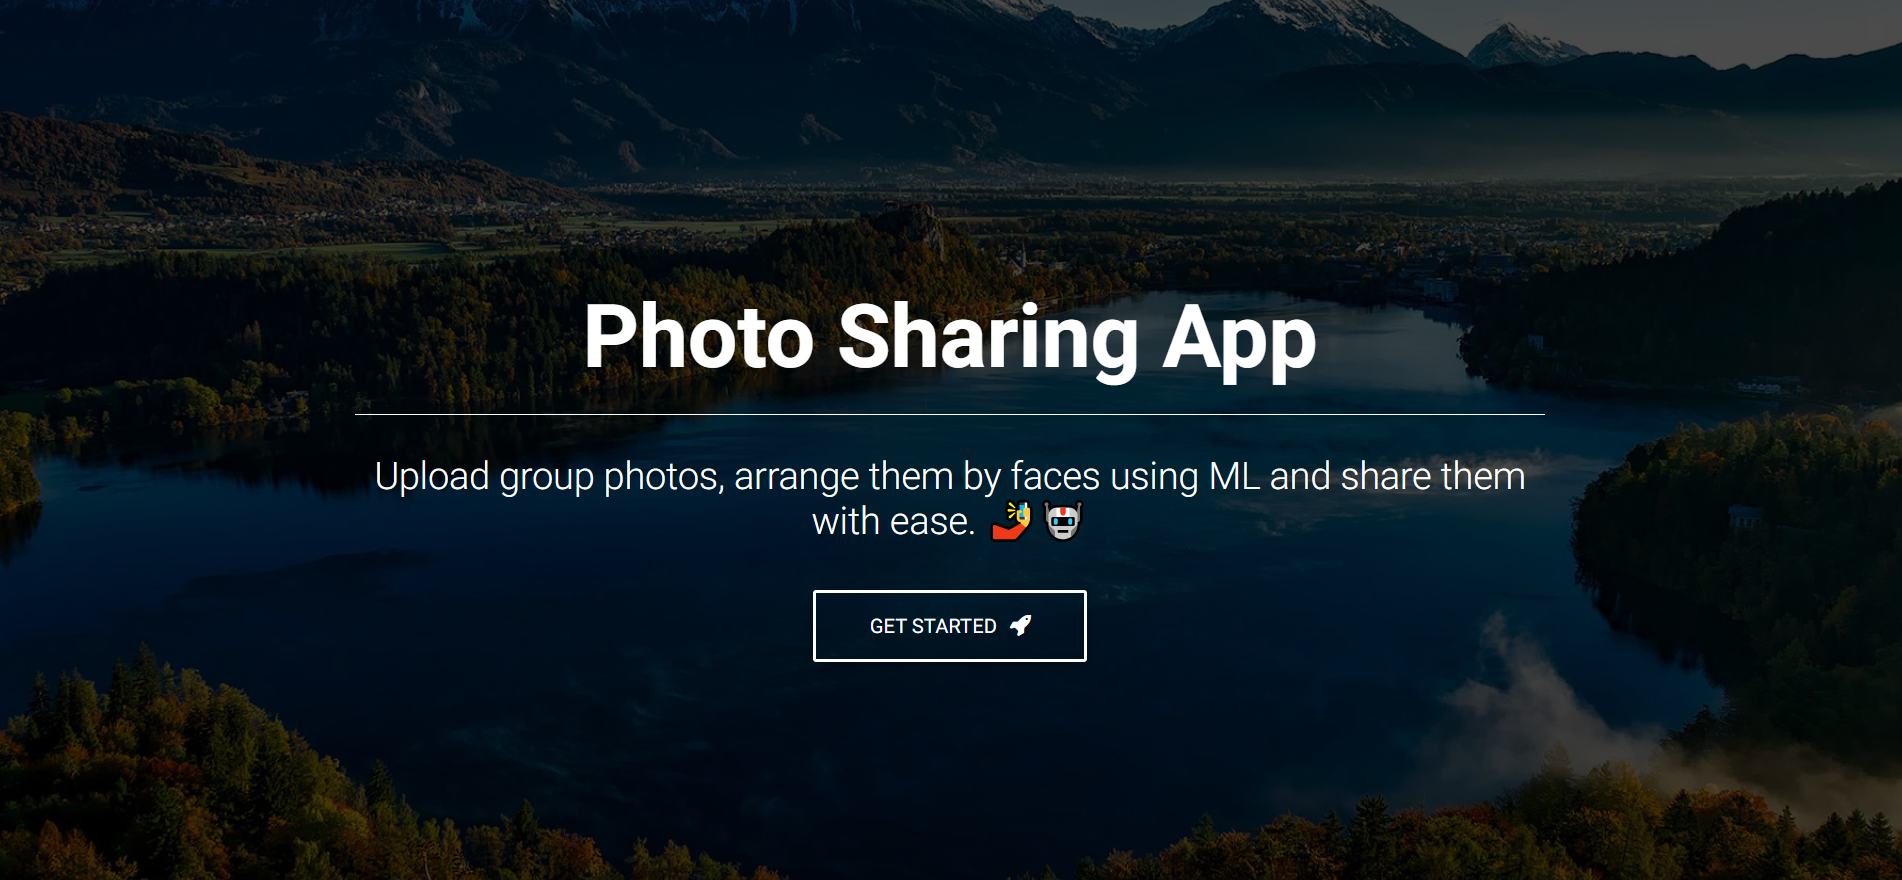 Photo Sharing App
Upload group photos, arrange them by faces using ML and share them
with ease. 🤳🤖
GET STARTED